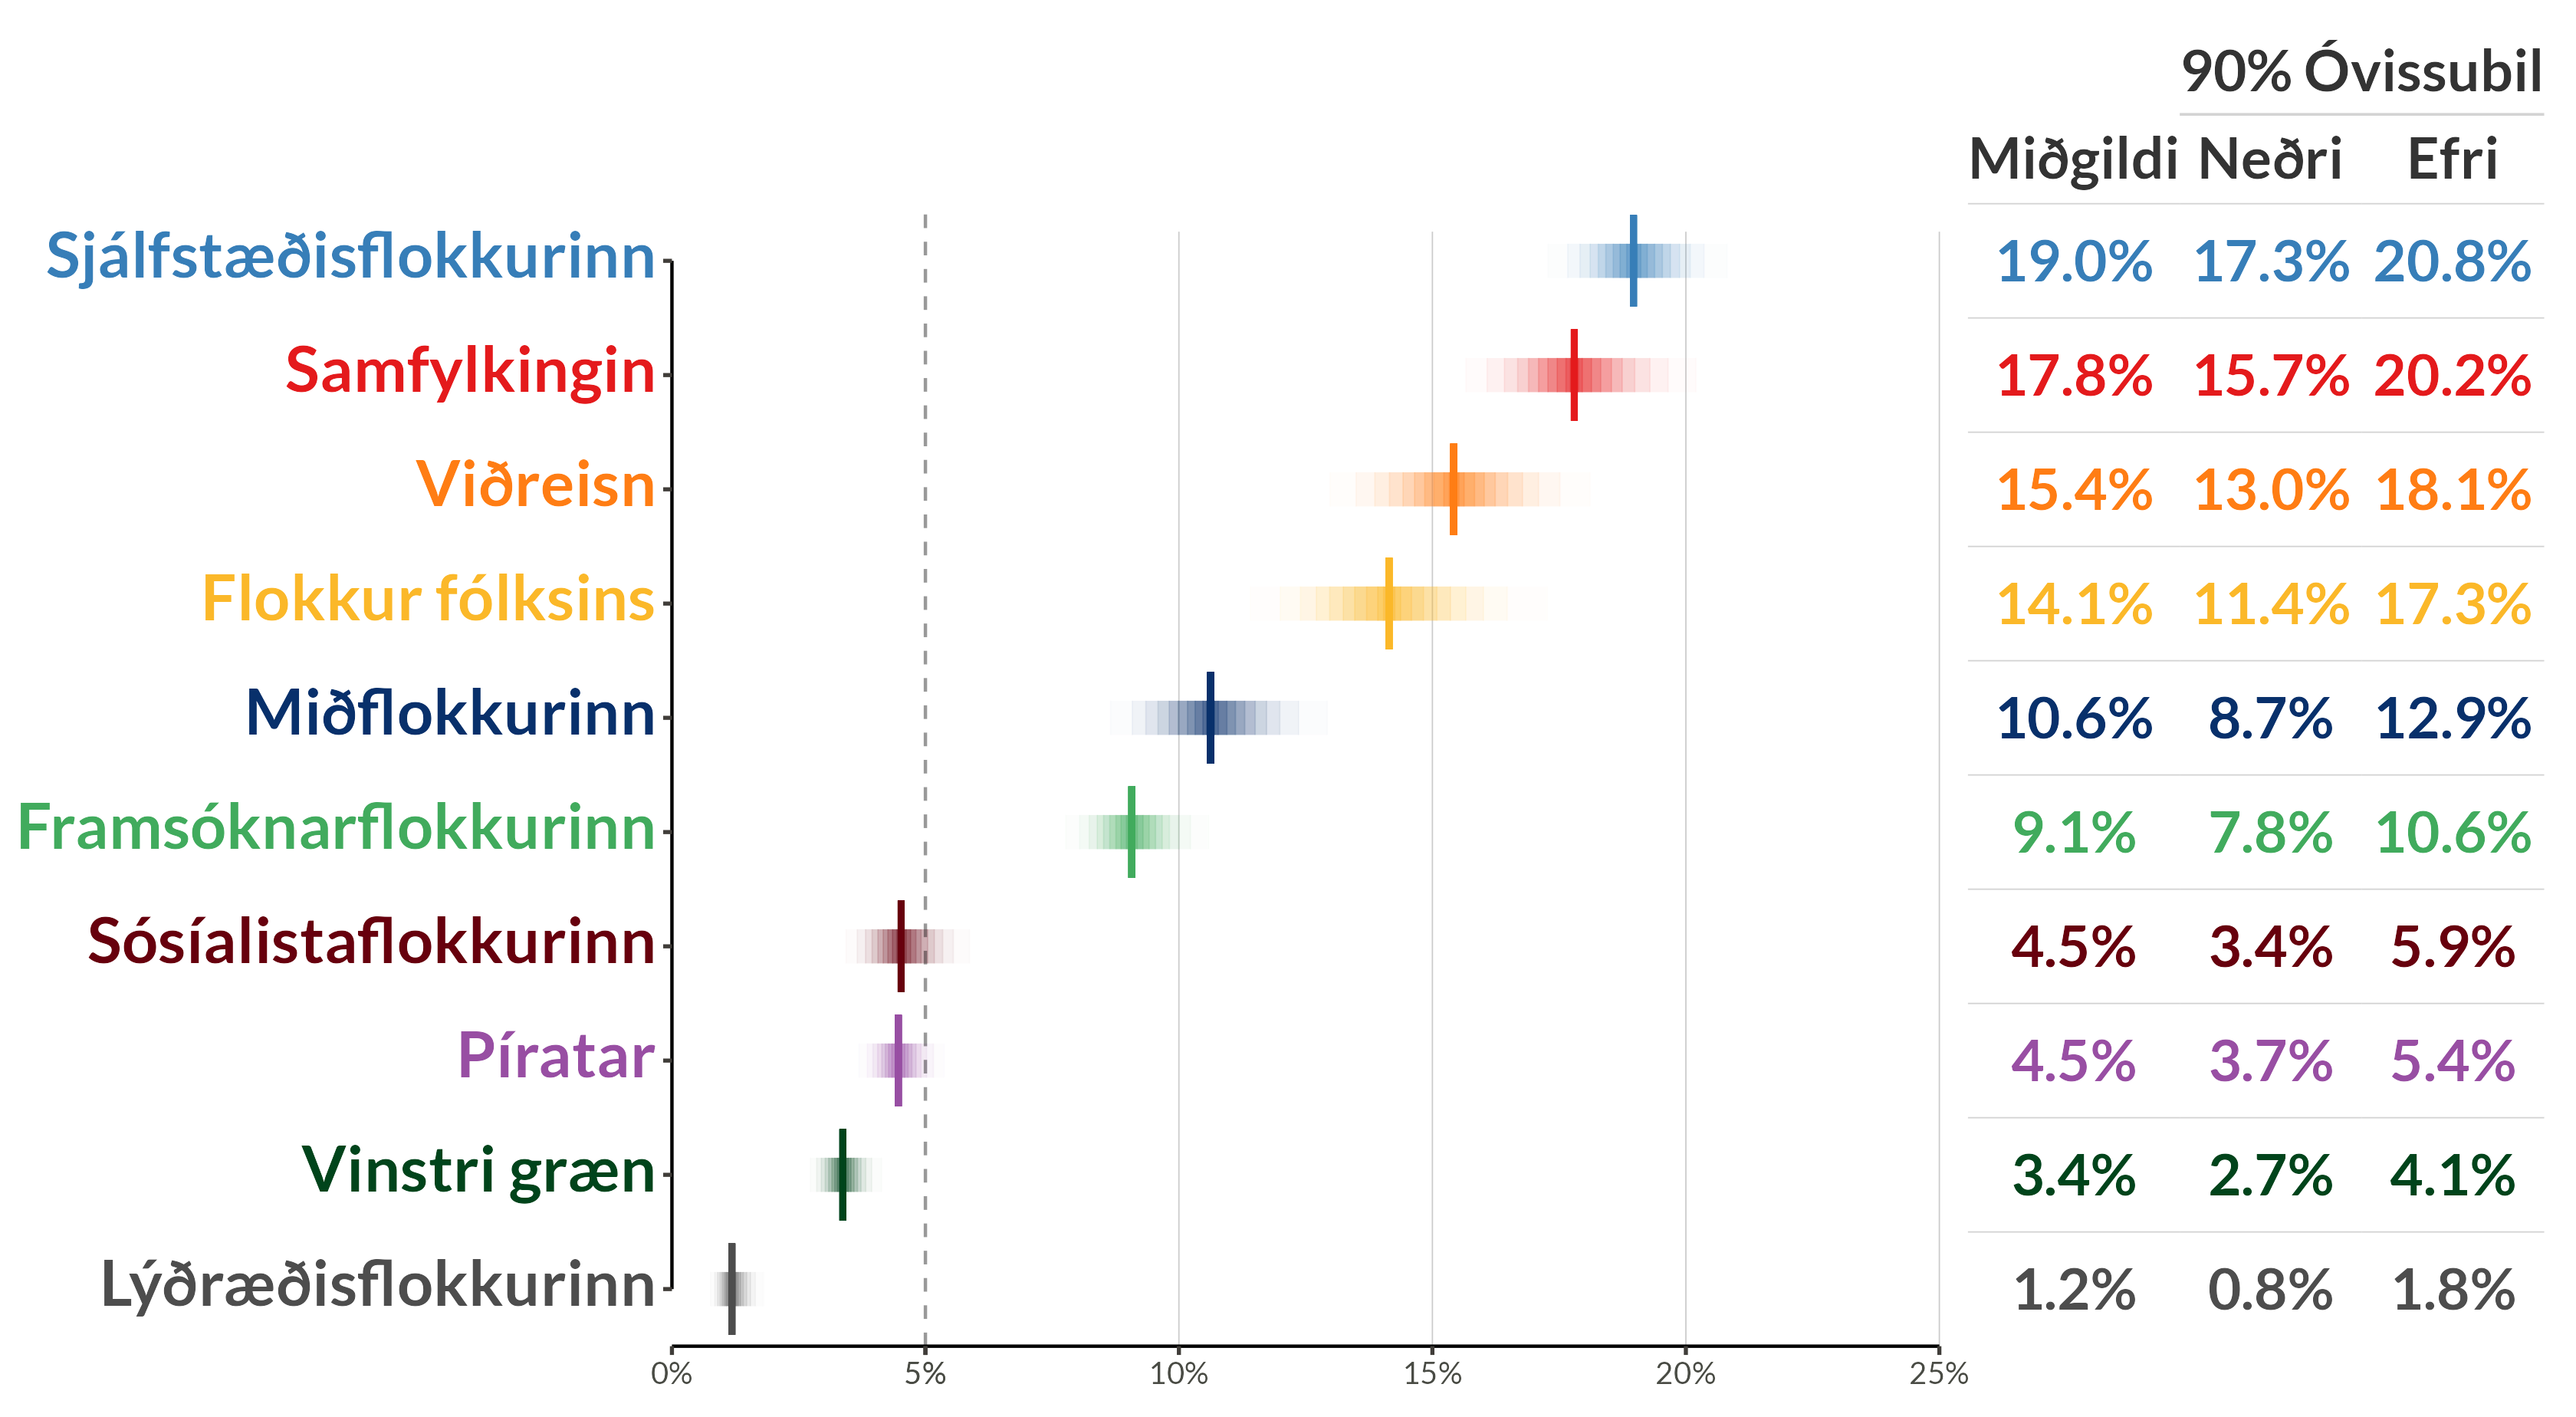 90% Óvissubil
Miðgildi Neðri Efri
Sjálfstæðisflokkurinn 19.0% 17.3% 20.8%
Samfylkingin 17.8% 15.7% 20.2%
Viðreisn 15.4% 13.0% 18.1%
Flokkur fólksins 14.1% 11.4% 17.3%
Miðflokkurinn 10.6% 8.7% 12.9%
Framsóknarflokkurinn 9.1% 7.8% 10.6%
Sósíalistaflokkurinn 4.5% 3.4% 5.9%
Píratar 4.5% 3.7% 5.4%
Vinstri græn 3.4% 2.7% 4.1%
Lýðræðisflokkurinn 1.2% 0.8% 1.8%
0% 5% 10% 15% 20% 25%